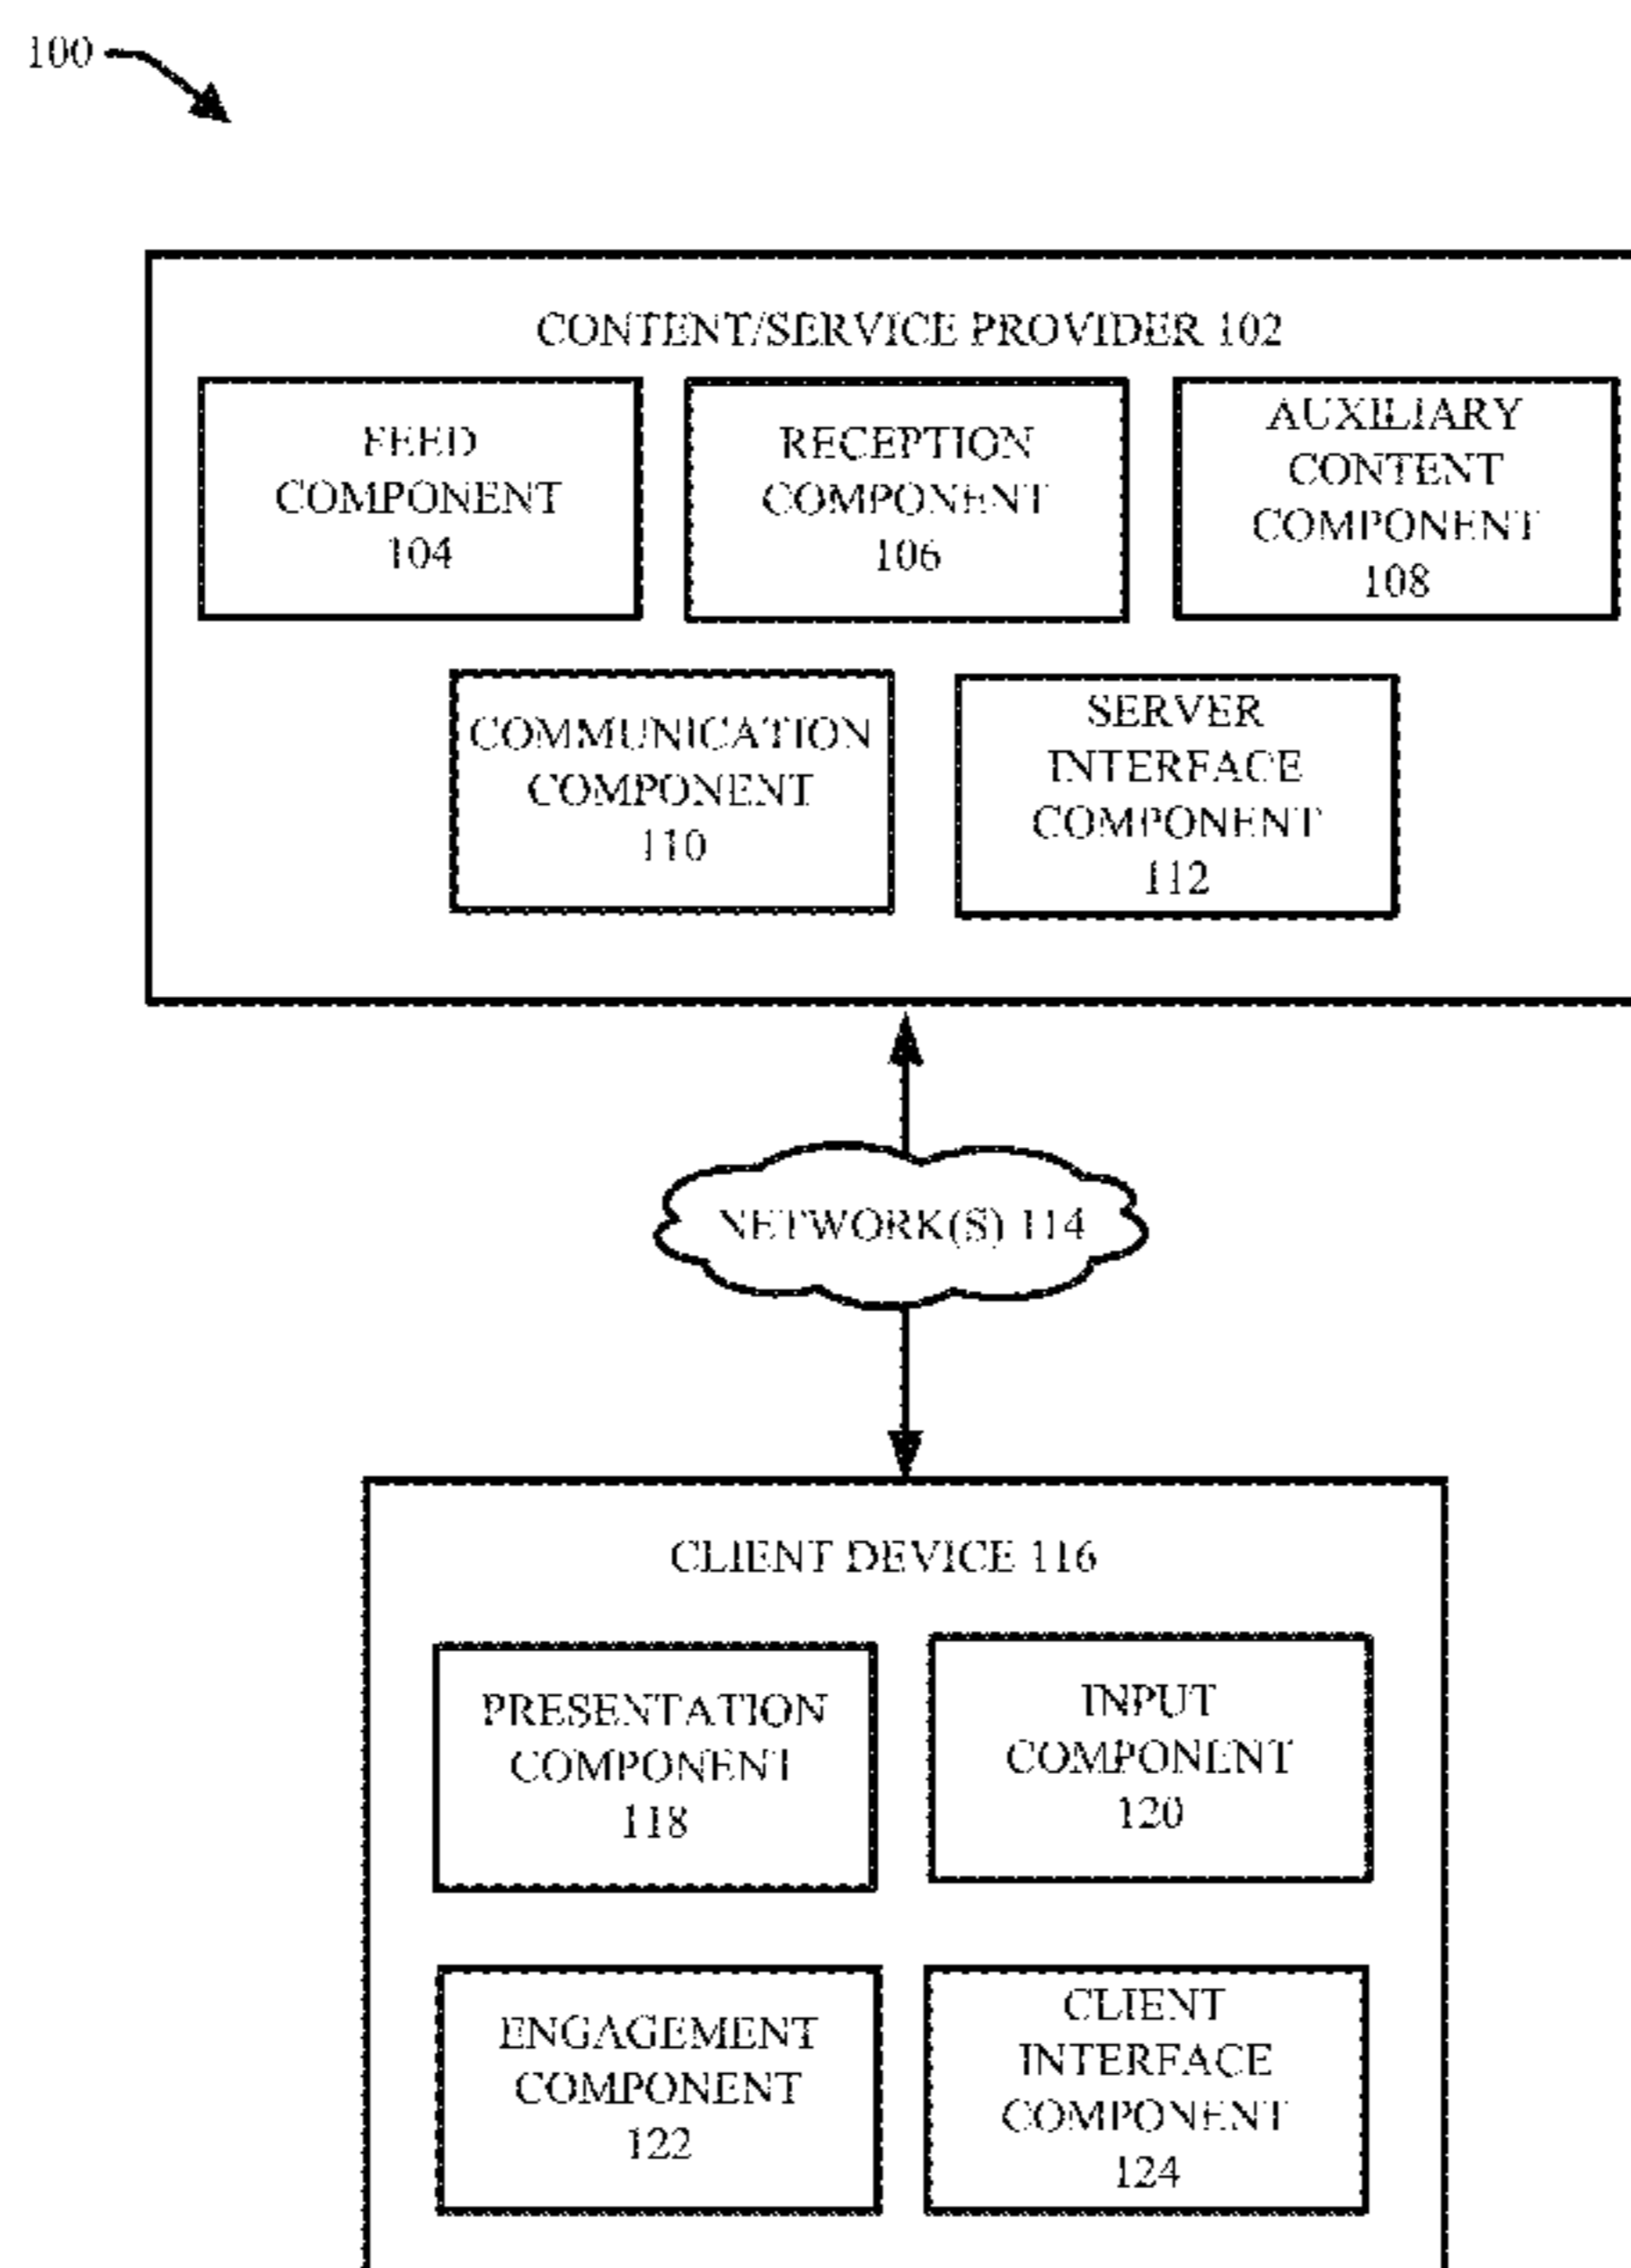 100
CONTENT/SERVICE PROVIDER 102
FEED
COMPONENT
104
RECEPTION
COMPONENT
106
AUXILIARY
CONTENT
COMPONENT
108
COMMUNICATION
COMPONENT
110
SERVER
INTERFACE
COMPONENT
112
NETWORK(S) 114
CLIENT DEVICE 116
PRESENTATION
COMPONENT
118
INPUT
COMPONENT
120
ENGAGEMENT
COMPONENT
122
CLIENT
INTERFACE
COMPONENT
124